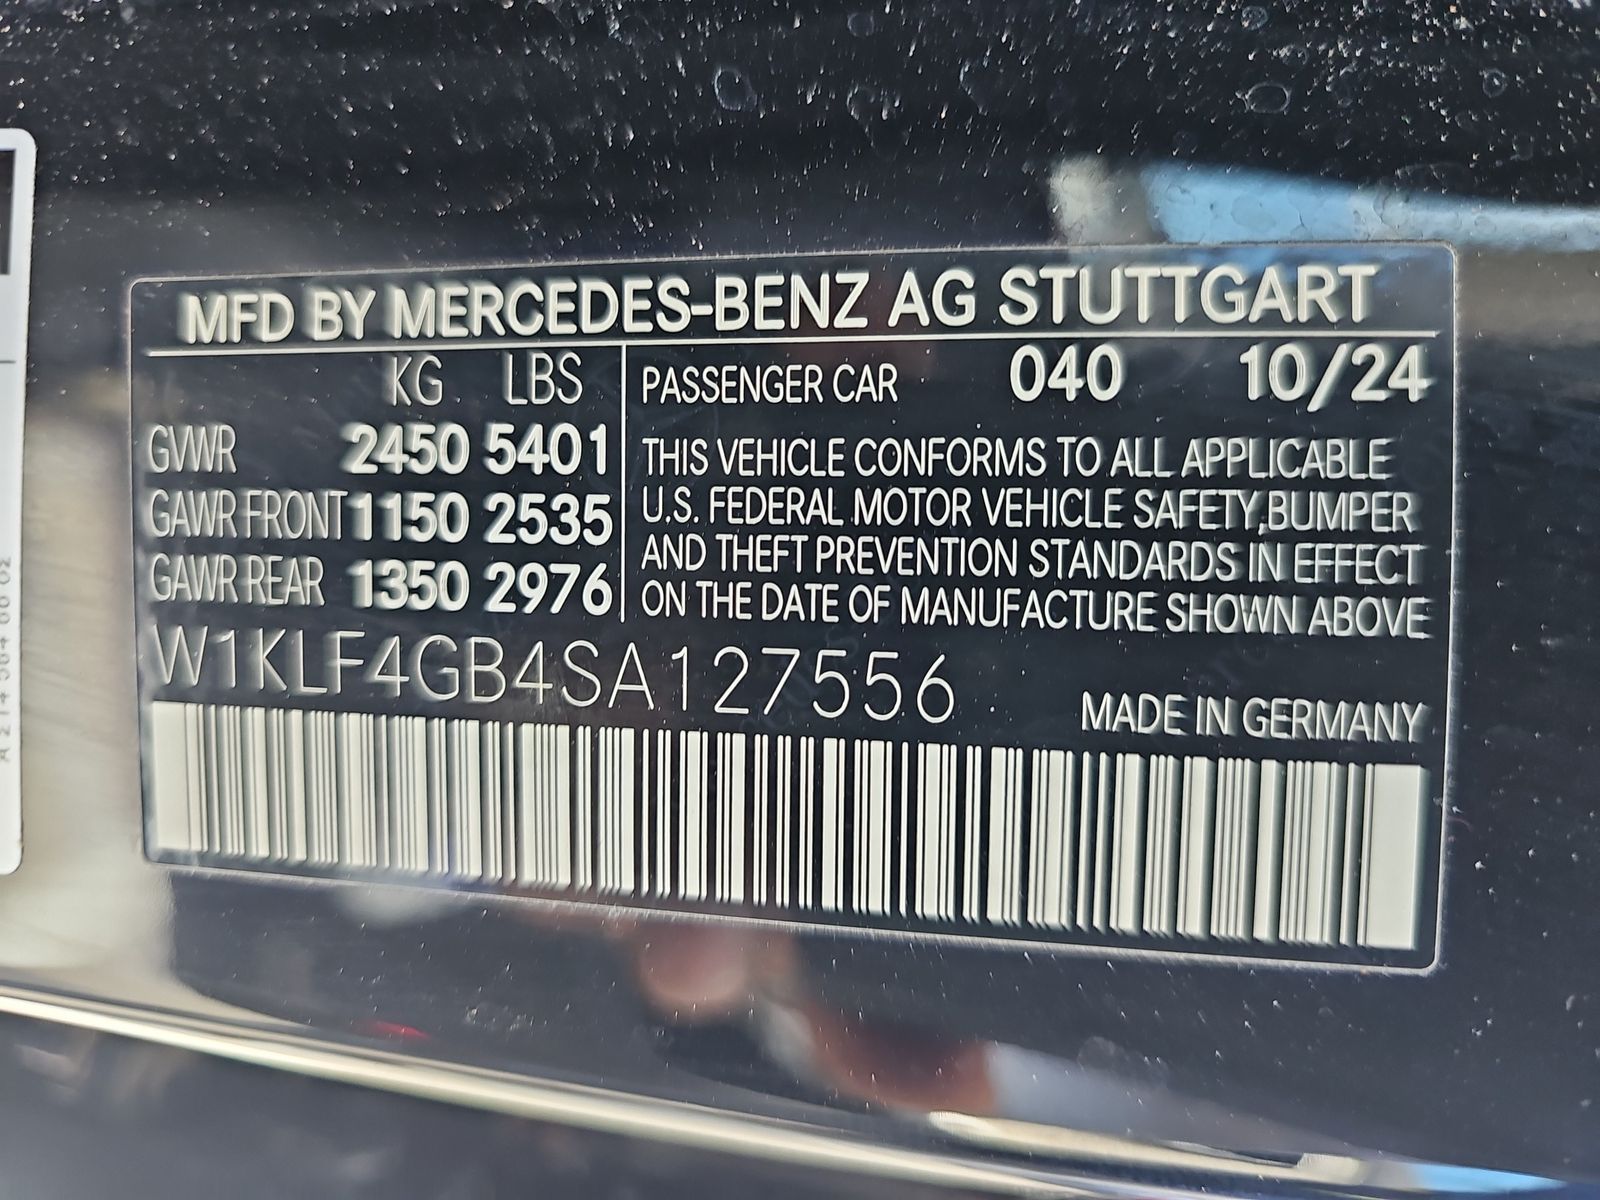 MFD BY MERCEDES-BENZ AG STUTTGART
KG LBS
GVWR 2450 5401
GAWR FRONT 1150 2535
GAWR REAR 1350 2976
PASSENGER CAR 040 10/24
THIS VEHICLE CONFORMS TO ALL APPLICABLE
U.S. FEDERAL MOTOR VEHICLE SAFETY,BUMPER
AND THEFT PREVENTION STANDARDS IN EFFECT
ON THE DATE OF MANUFACTURE SHOWN ABOVE
W1KLF4GB4SA127556
MADE IN GERMANY